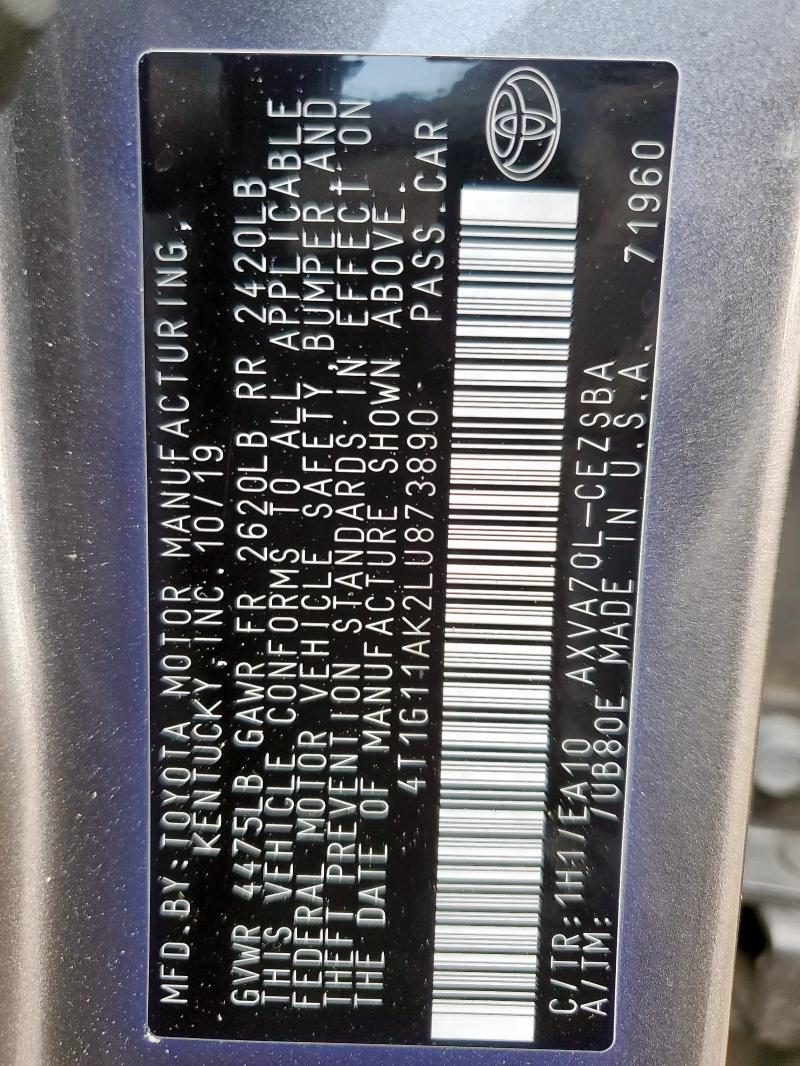 MFD.BY:TOYOTA MOTOR MANUFACTURING,
KENTUCKY,INC. 10/19
GVWR 4475LB GAWR FR 2620LB RR 2420LB
THIS VEHICLE CONFORMS TO ALL APPLICABLE
FEDERAL MOTOR VEHICLE SAFETY,BUMPER AND
THEFT PREVENTION STANDARDS IN EFFECT ON
THE DATE OF MANUFACTURE SHOWN ABOVE.
4T1G11AK2LU873890 PASS.CAR
C/TR:1H1/EA10 AXVA70L-CEZSBA
A/TM: /UB80E MADE IN U.S.A. 71960